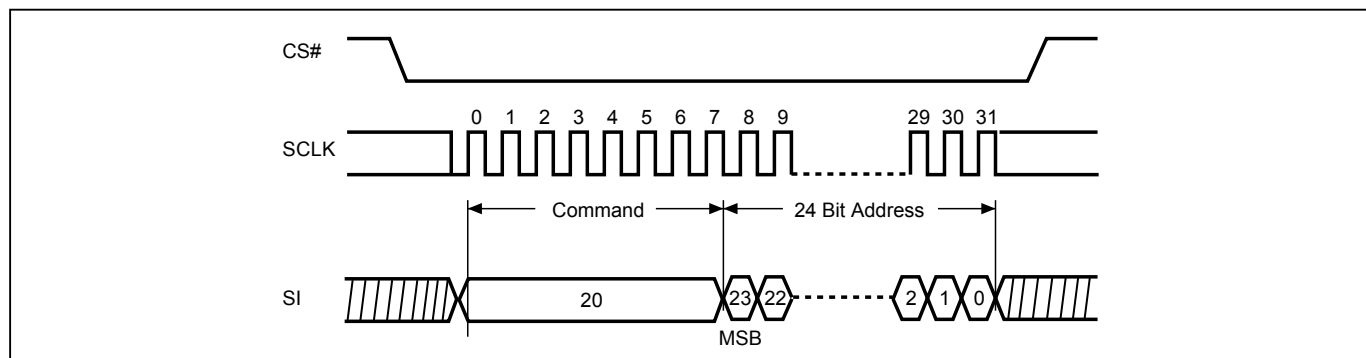 CS#
0 1 2 3 4 5 6 7 8 9 29 30 31
SCLK
Command 24 Bit Address
SI 20 23 22 2 1 0
MSB